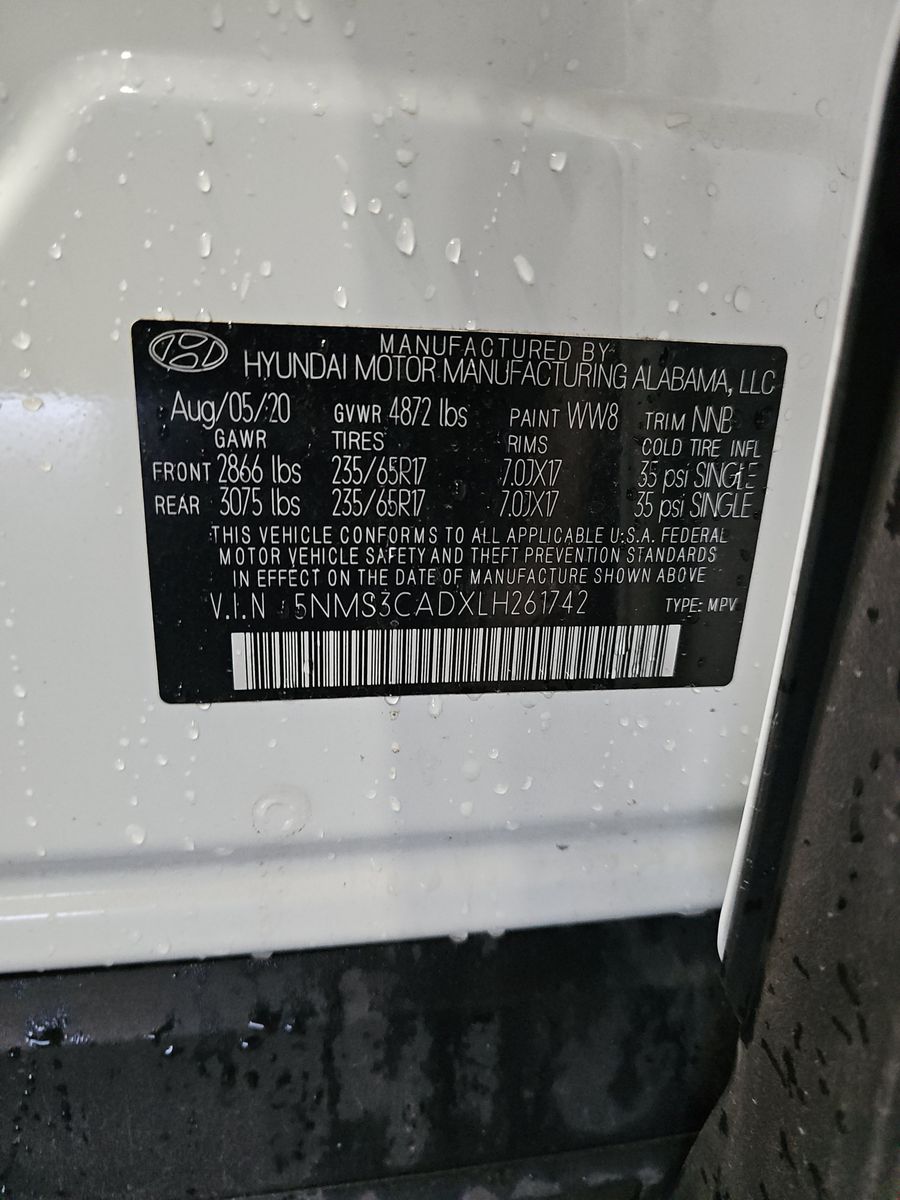 MANUFACTURED BY
HYUNDAI MOTOR MANUFACTURING ALABAMA, LLC
Aug/05/20 GVWR 4872 lbs PAINT WW8 TRIM NNB
GAWR TIRES RIMS COLD TIRE INFL
FRONT 2866 lbs 235/65R17 7.0JX17 35 psi SINGLE
REAR 3075 lbs 235/65R17 7.0JX17 35 psi SINGLE
THIS VEHICLE CONFORMS TO ALL APPLICABLE U.S.A. FEDERAL
MOTOR VEHICLE SAFETY AND THEFT PREVENTION STANDARDS
IN EFFECT ON THE DATE OF MANUFACTURE SHOWN ABOVE
V.I.N : 5NMS3CADXLH261742 TYPE: MPV